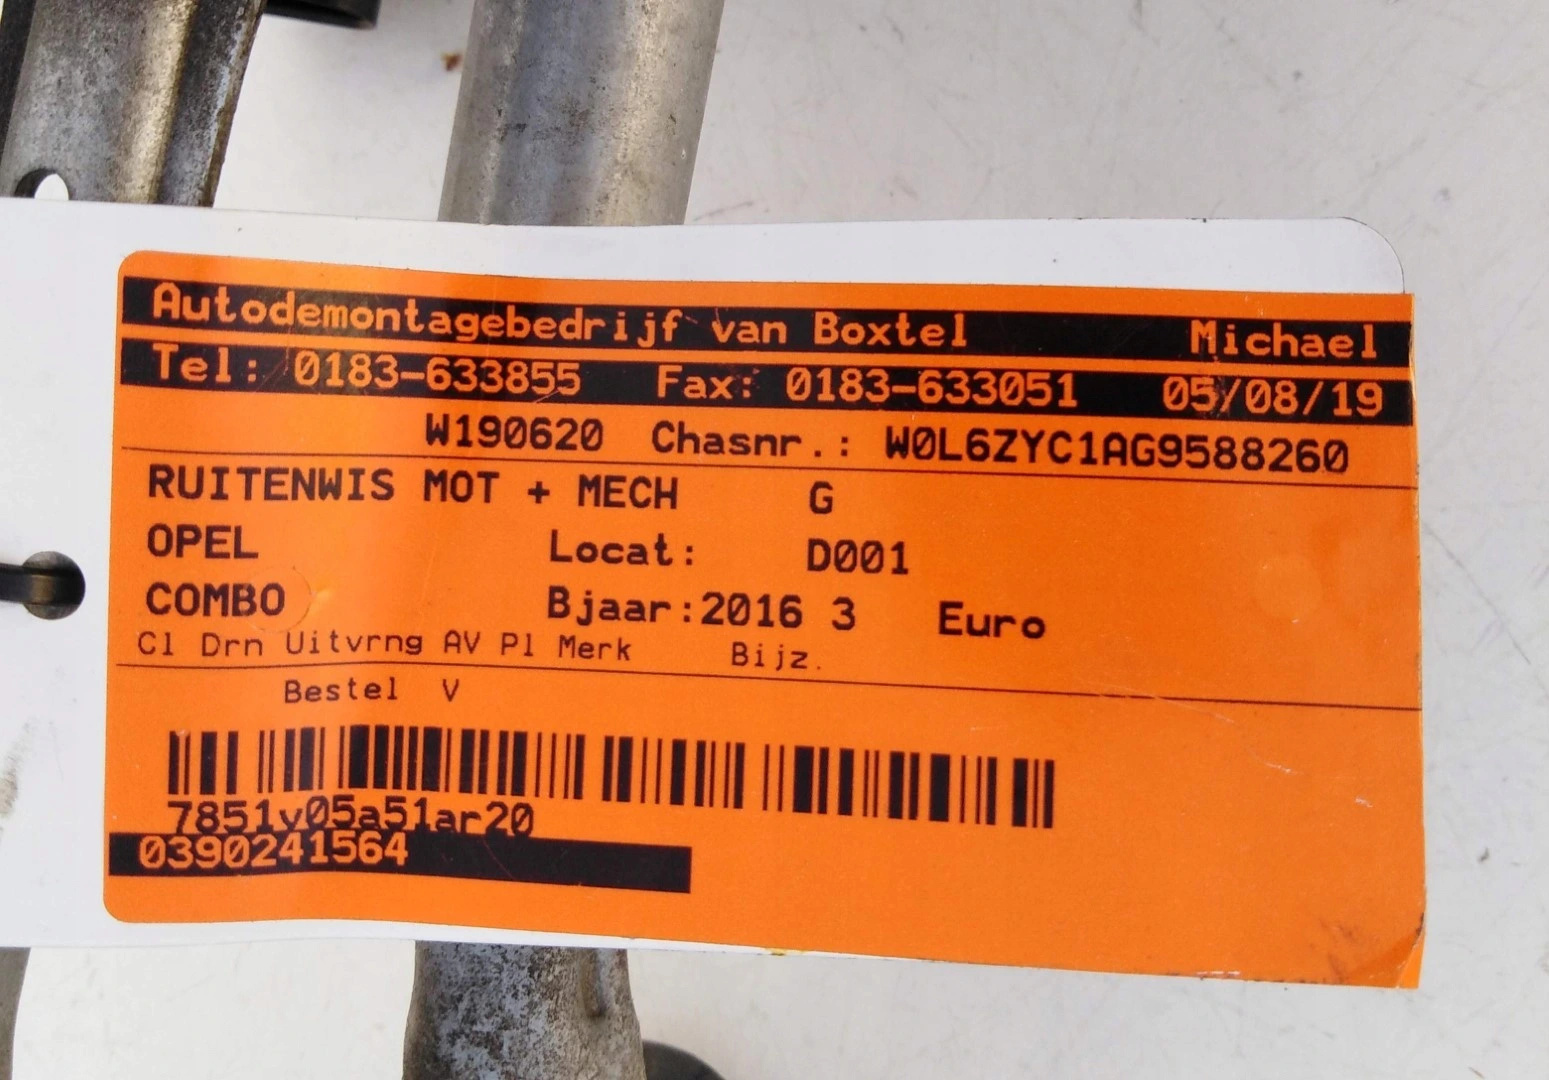 Autodemontagebedrijf van Boxtel Michael
Tel: 0183-633855 Fax: 0183-633051 05/08/19
W190620 Chasnr.: W0L6ZYC1AG9588260
RUITENWIS MOT + MECH G
OPEL Locat: D001
COMBO Bjaar:2016 3 Euro
Cl Drn Uitvrng AV Pl Merk Bijz.
Bestel V
7851v05a51ar20
0390241564